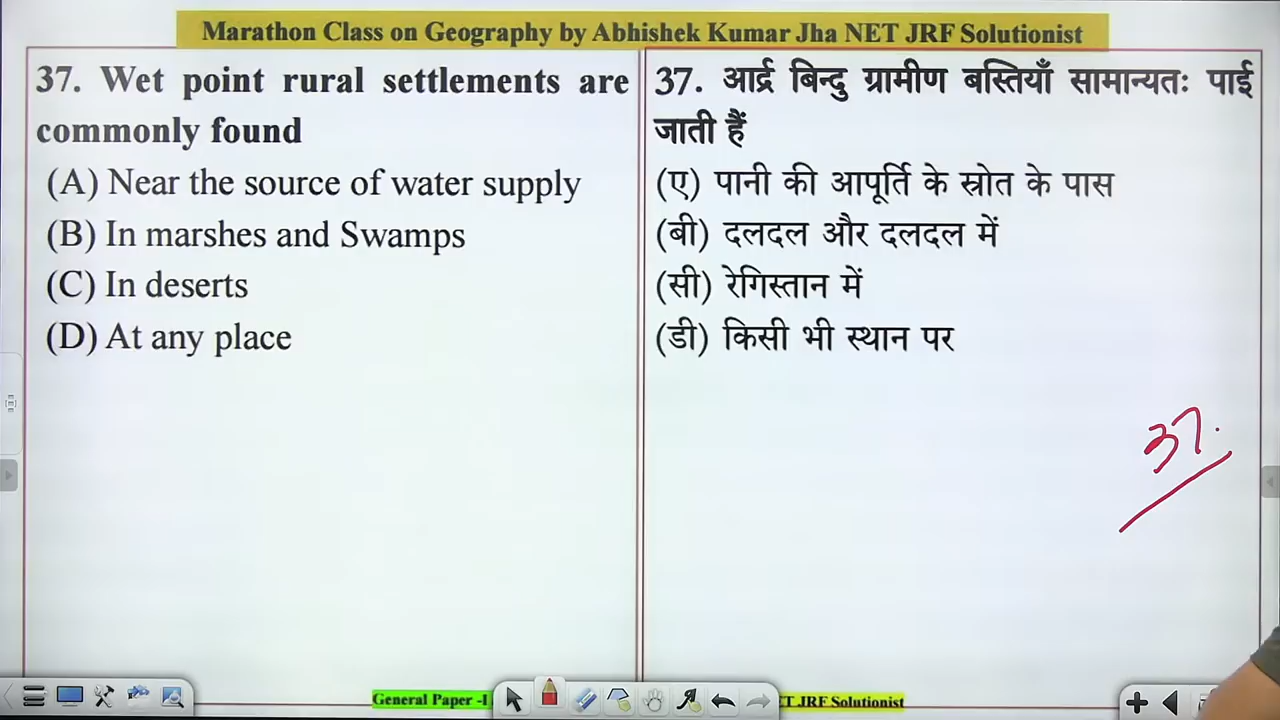 Marathon Class on Geography by Abhishek Kumar Jha NET JRF Solutionist
37. Wet point rural settlements are
commonly found
(A) Near the source of water supply
(B) In marshes and Swamps
(C) In deserts
(D) At any place
37. आर्द्र बिन्दु ग्रामीण बस्तियाँ सामान्यतः पाई
जाती हैं
(ए) पानी की आपूर्ति के स्रोत के पास
(बी) दलदल और दलदल में
(सी) रेगिस्तान में
(डी) किसी भी स्थान पर
37.
General Paper -I
JRF Solutionist